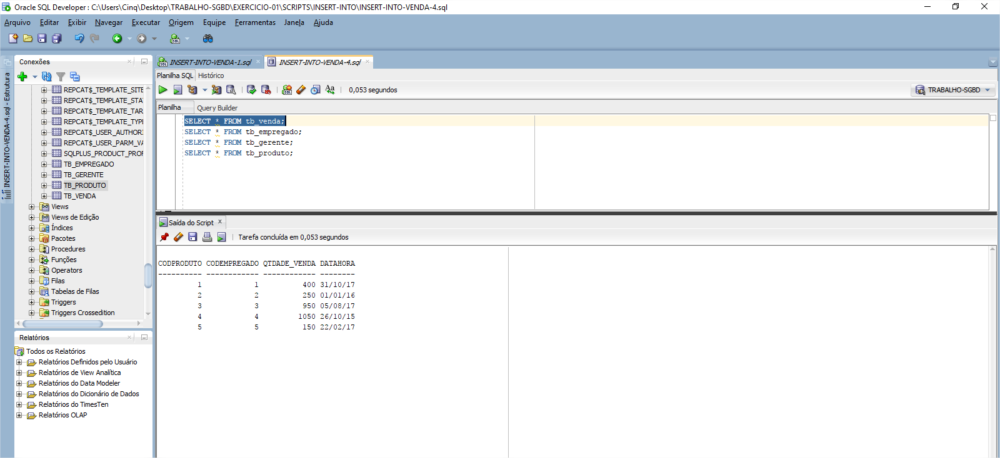 Oracle SQL Developer : C:\Users\Cinq\Desktop\TRABALHO-SGBD\EXERCICIO-01\SCRIPTS\INSERT-INTO\INSERT-INTO-VENDA-4.sql
Arquivo Editar Exibir Navegar Executar Origem Equipe Ferramentas Janela Ajuda
INSERT-INTO-VENDA-4.sql - Estrutura
Conexões
REPCAT$_TEMPLATE_SITE
REPCAT$_TEMPLATE_STA
REPCAT$_TEMPLATE_TAR
REPCAT$_TEMPLATE_TYPE
REPCAT$_USER_AUTHORI
REPCAT$_USER_PARM_VA
SQLPLUS_PRODUCT_PROF
TB_EMPREGADO
TB_GERENTE
TB_PRODUTO
TB_VENDA
Views
Views de Edição
Índices
Pacotes
Procedures
Funções
Operators
Filas
Tabelas de Filas
Triggers
Triggers Crossedition
Relatórios
Todos os Relatórios
Relatórios Definidos pelo Usuário
Relatórios de View Analítica
Relatórios do Data Modeler
Relatórios do Dicionário de Dados
Relatórios do TimesTen
Relatórios OLAP
INSERT-INTO-VENDA-1.sql INSERT-INTO-VENDA-4.sql
Planilha SQL Histórico
0,053 segundos
TRABALHO-SGBD
Planilha Query Builder
SELECT * FROM tb_venda;
SELECT * FROM tb_empregado;
SELECT * FROM tb_gerente;
SELECT * FROM tb_produto;
Saída do Script x
Tarefa concluída em 0,053 segundos
CODPRODUTO CODEMPREGADO QTDADE_VENDA DATAHORA
---------- ------------ ------------ --------
1 1 400 31/10/17
2 2 250 01/01/16
3 3 950 05/08/17
4 4 1050 26/10/15
5 5 150 22/02/17